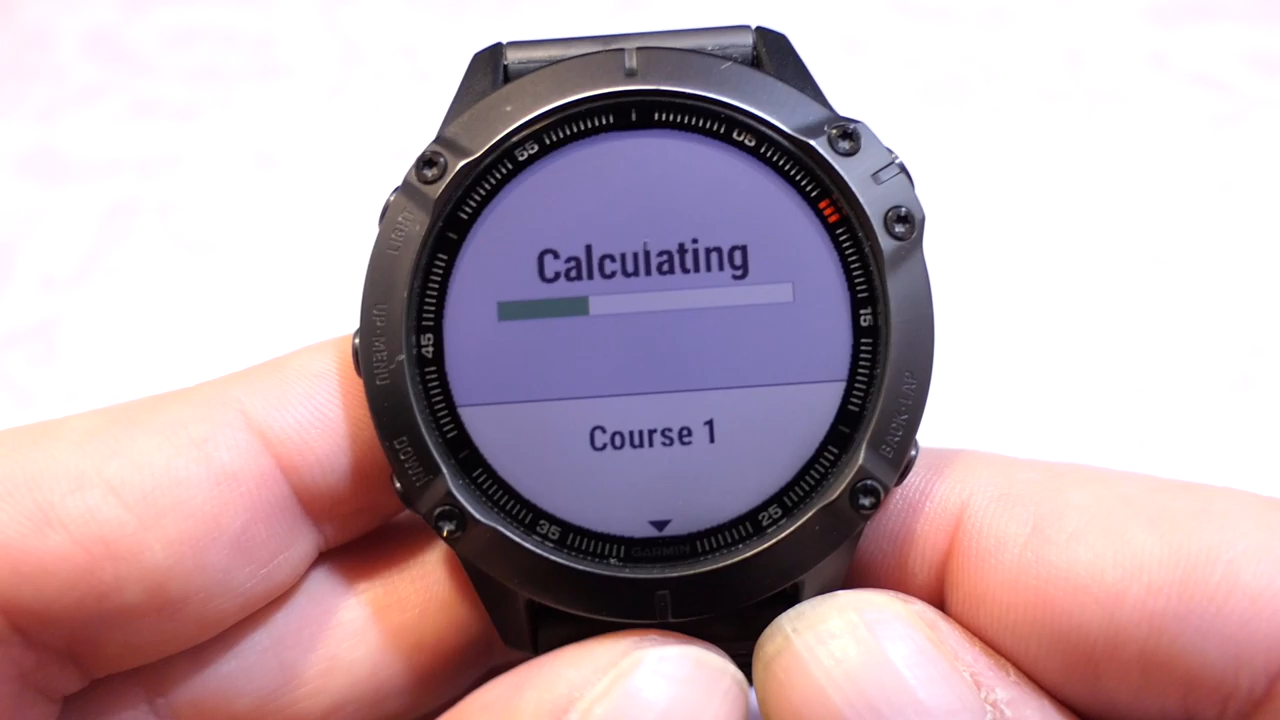 55
05
LIGHT
Calculating
15
UP·MENU
45
Course 1
BACK·LAP
DOWN
35
25
GARMIN